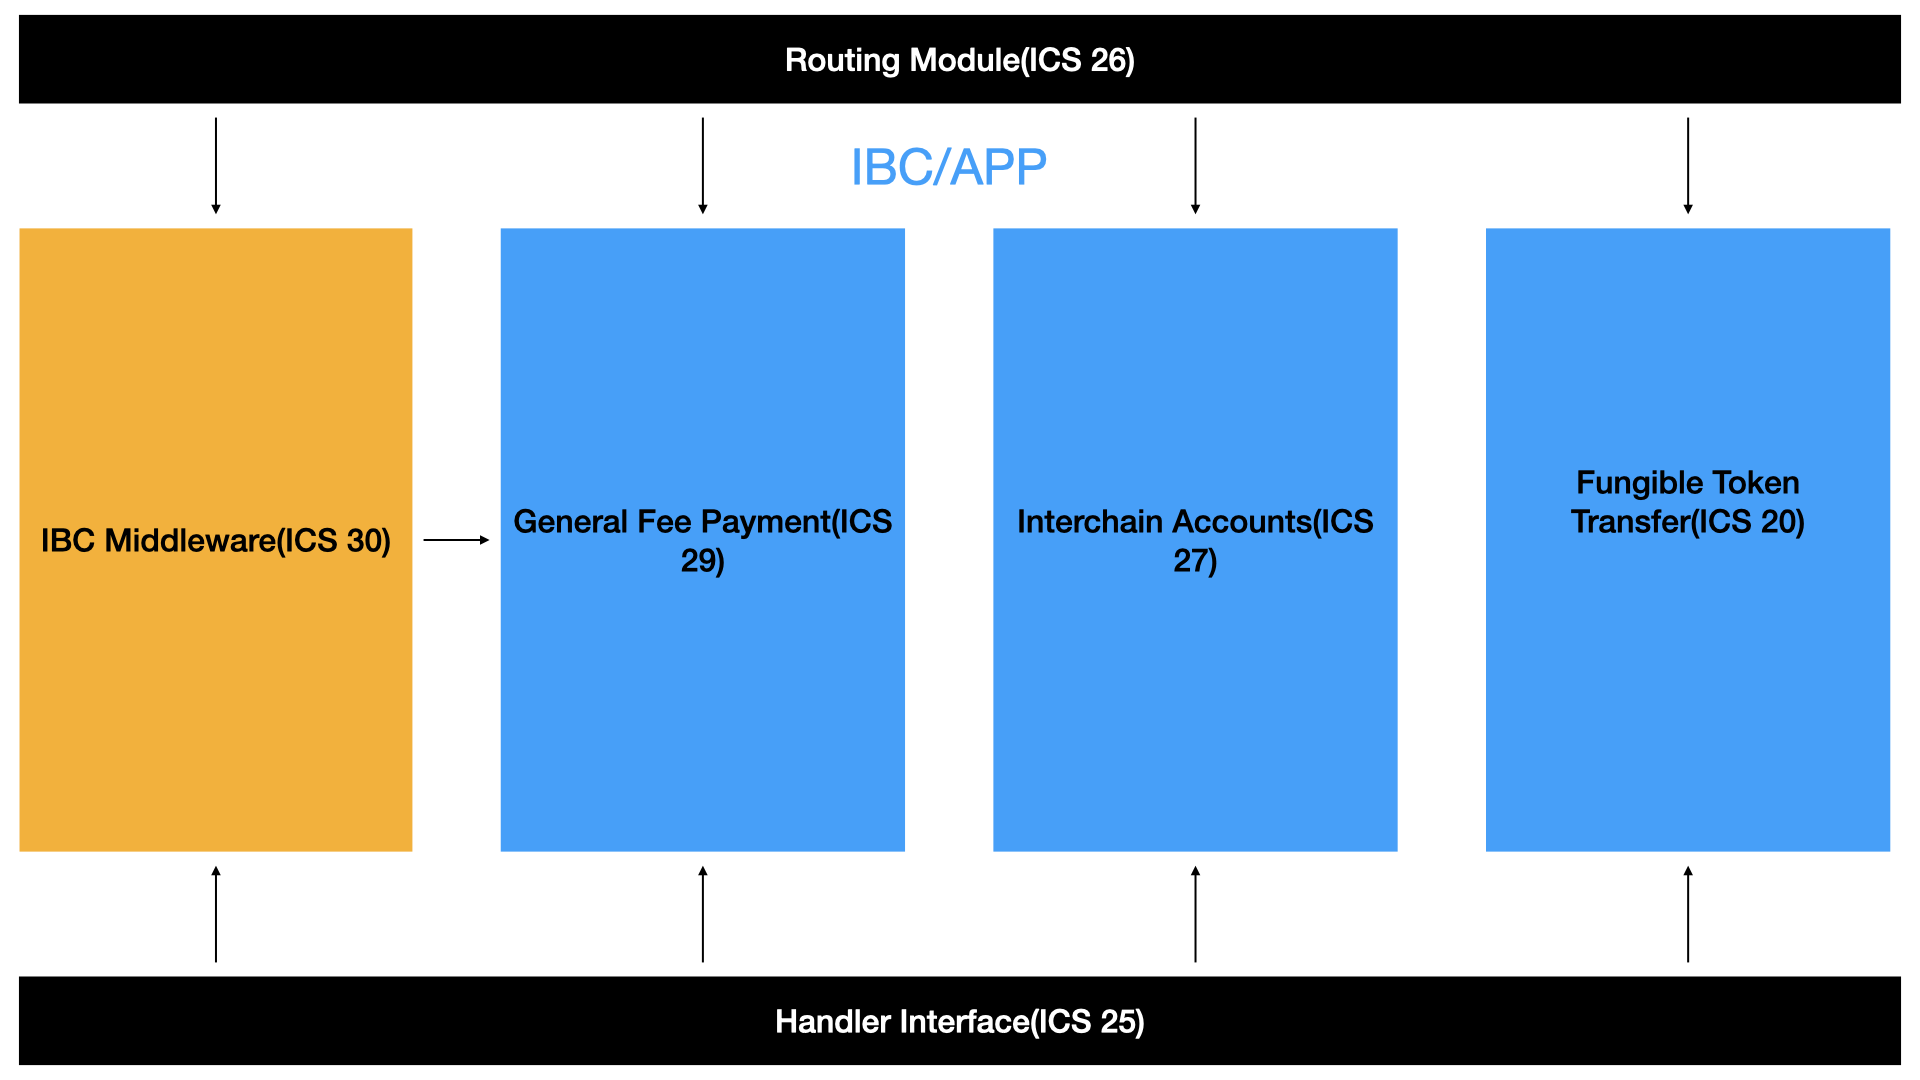 Routing Module(ICS 26)
IBC/APP
IBC Middleware(ICS 30)
General Fee Payment(ICS
29)
Interchain Accounts(ICS
27)
Fungible Token
Transfer(ICS 20)
Handler Interface(ICS 25)